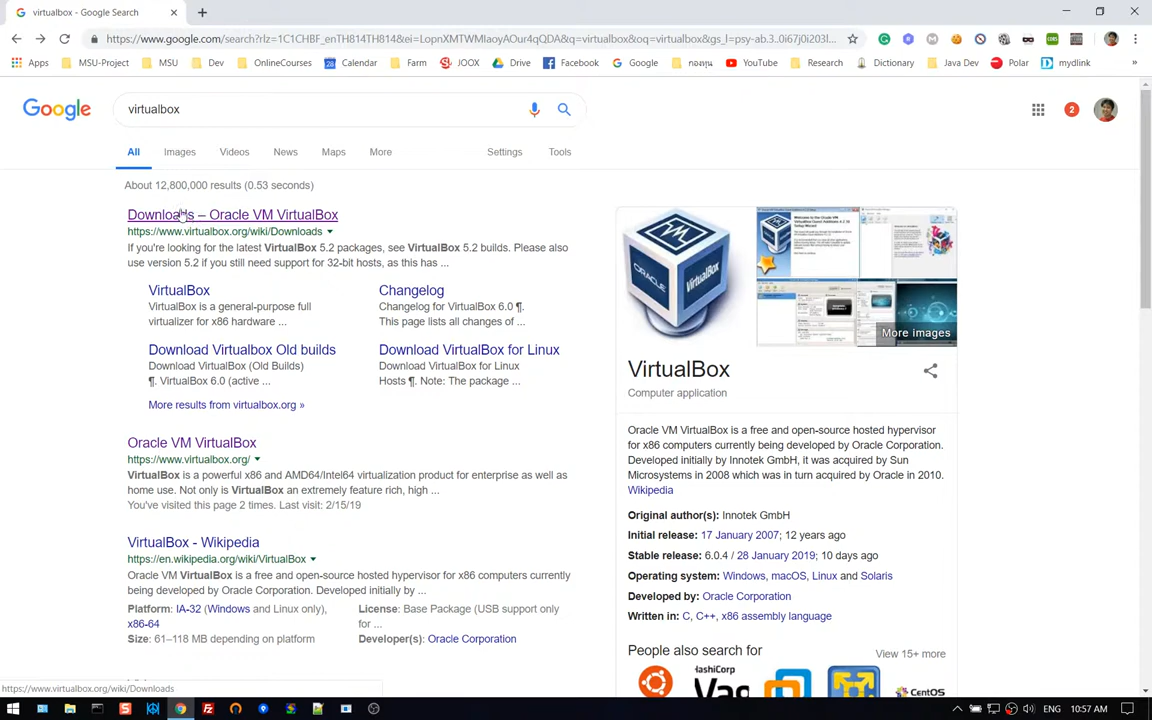 virtualbox - Google Search
https://www.google.com/search?rlz=1C1CHBF_enTH814TH814&ei=LopnXMTWMIaoyAOur4qQDA&q=virtualbox&oq=virtualbox&gs_l=psy-ab.3...0i67j0i203l...
Apps MSU-Project MSU Dev OnlineCourses Calendar Farm JOOX Drive Facebook Google กองทุน YouTube Research Dictionary Java Dev Polar mydlink »
Google virtualbox 2
All Images Videos News Maps More Settings Tools
About 12,800,000 results (0.53 seconds)
Downloads – Oracle VM VirtualBox
https://www.virtualbox.org/wiki/Downloads
If you're looking for the latest VirtualBox 5.2 packages, see VirtualBox 5.2 builds. Please also
use version 5.2 if you still need support for 32-bit hosts, as this has ...
VirtualBox
VirtualBox is a general-purpose full
virtualizer for x86 hardware ...
Changelog
Changelog for VirtualBox 6.0 ¶.
This page lists all changes of ...
Download Virtualbox Old builds
Download VirtualBox (Old Builds)
¶. VirtualBox 6.0 (active ...
Download VirtualBox for Linux
Download VirtualBox for Linux
Hosts ¶. Note: The package ...
More results from virtualbox.org »
Oracle VM VirtualBox
https://www.virtualbox.org/
VirtualBox is a powerful x86 and AMD64/Intel64 virtualization product for enterprise as well as
home use. Not only is VirtualBox an extremely feature rich, high ...
You've visited this page 2 times. Last visit: 2/15/19
VirtualBox - Wikipedia
https://en.wikipedia.org/wiki/VirtualBox
Oracle VM VirtualBox is a free and open-source hosted hypervisor for x86 computers currently
being developed by Oracle Corporation. Developed initially by ...
Platform: IA-32 (Windows and Linux only),
x86-64
Size: 61–118 MB depending on platform
License: Base Package (USB support only
for ...
Developer(s): Oracle Corporation
ORACLE
VirtualBox
More images
VirtualBox
Computer application
Oracle VM VirtualBox is a free and open-source hosted hypervisor
for x86 computers currently being developed by Oracle Corporation.
Developed initially by Innotek GmbH, it was acquired by Sun
Microsystems in 2008 which was in turn acquired by Oracle in 2010.
Wikipedia
Original author(s): Innotek GmbH
Initial release: 17 January 2007; 12 years ago
Stable release: 6.0.4 / 28 January 2019; 10 days ago
Operating system: Windows, macOS, Linux and Solaris
Developed by: Oracle Corporation
Written in: C, C++, x86 assembly language
People also search for View 15+ more
HashiCorp
CentOS
https://www.virtualbox.org/wiki/Downloads
ENG 10:57 AM